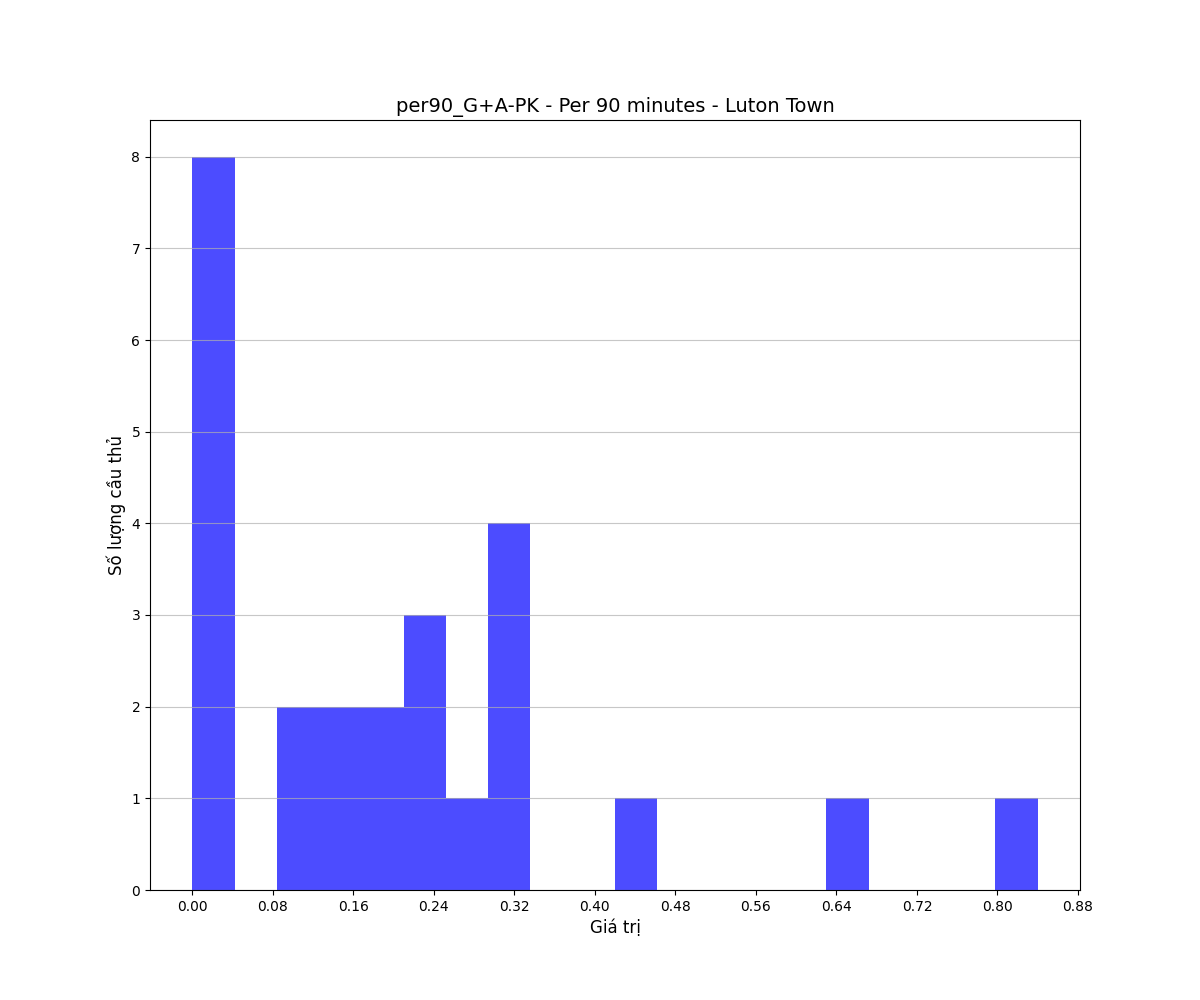 per90_G+A-PK - Per 90 minutes - Luton Town
8
7
6
5
4
3
2
1
0
Số lượng cầu thủ
0.00 0.08 0.16 0.24 0.32 0.40 0.48 0.56 0.64 0.72 0.80 0.88
Giá trị